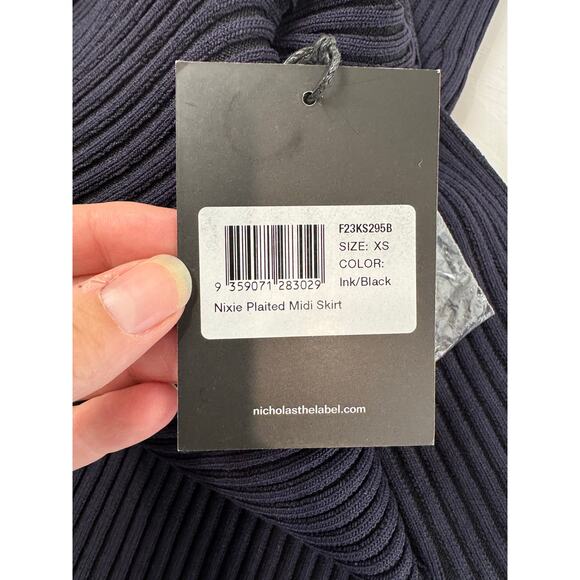 F23KS295B
SIZE: XS
COLOR:
Ink/Black
9 359071 283029
Nixie Plaited Midi Skirt
nicholasthelabel.com